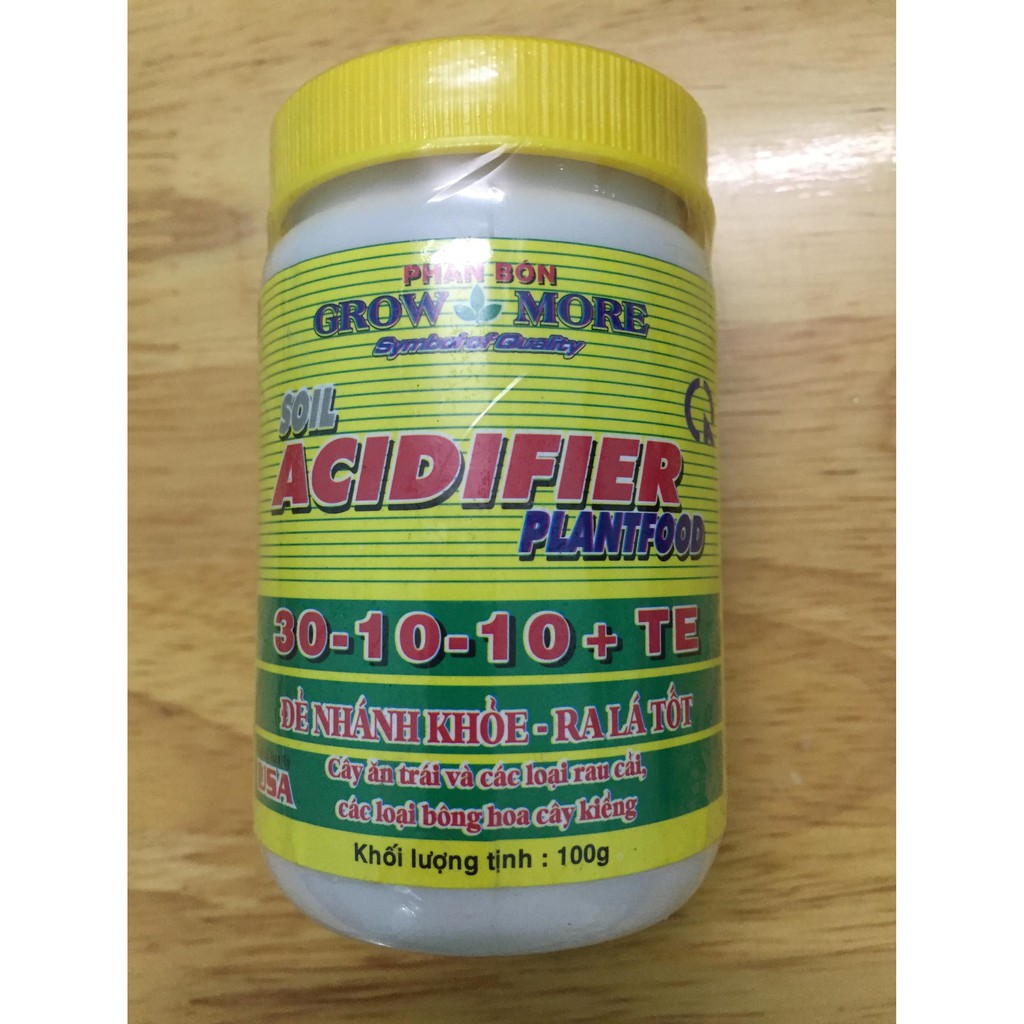 PHÂN BÓN
GROW MORE
Symbol of Quality
SOIL
ACIDIFIER
PLANTFOOD
30-10-10 + TE
ĐẺ NHÁNH KHỎE - RA LÁ TỐT
USA
Cây ăn trái và các loại rau cải,
các loại bông hoa cây kiểng
Khối lượng tịnh : 100g